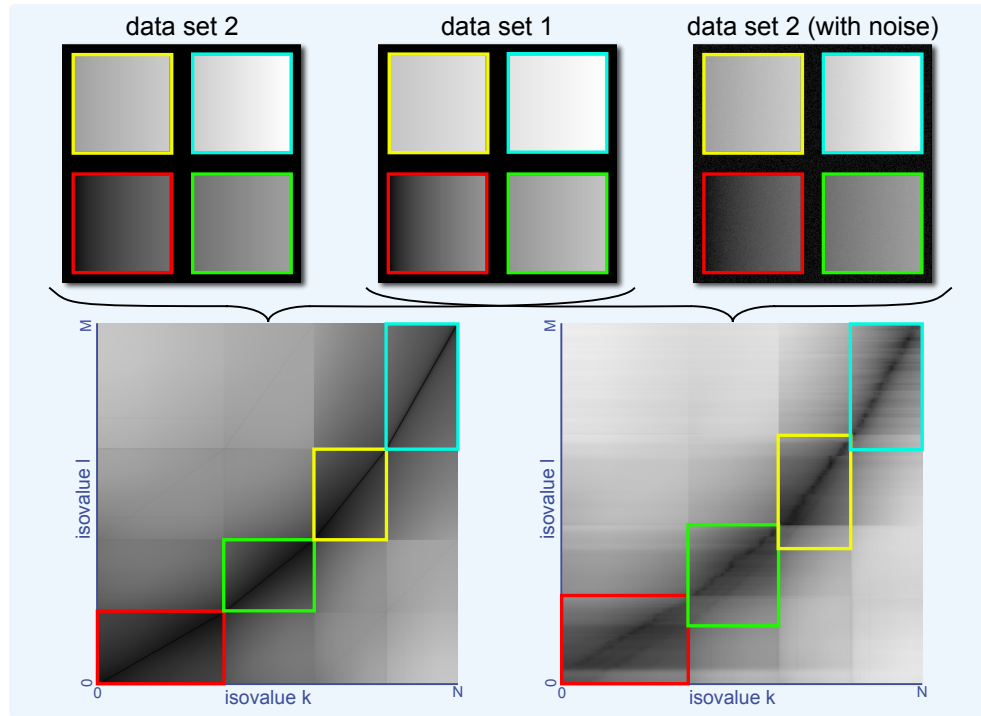 data set 2
data set 1
data set 2 (with noise)
M
isovalue l
0
0
isovalue k
N
M
isovalue l
0
0
isovalue k
N